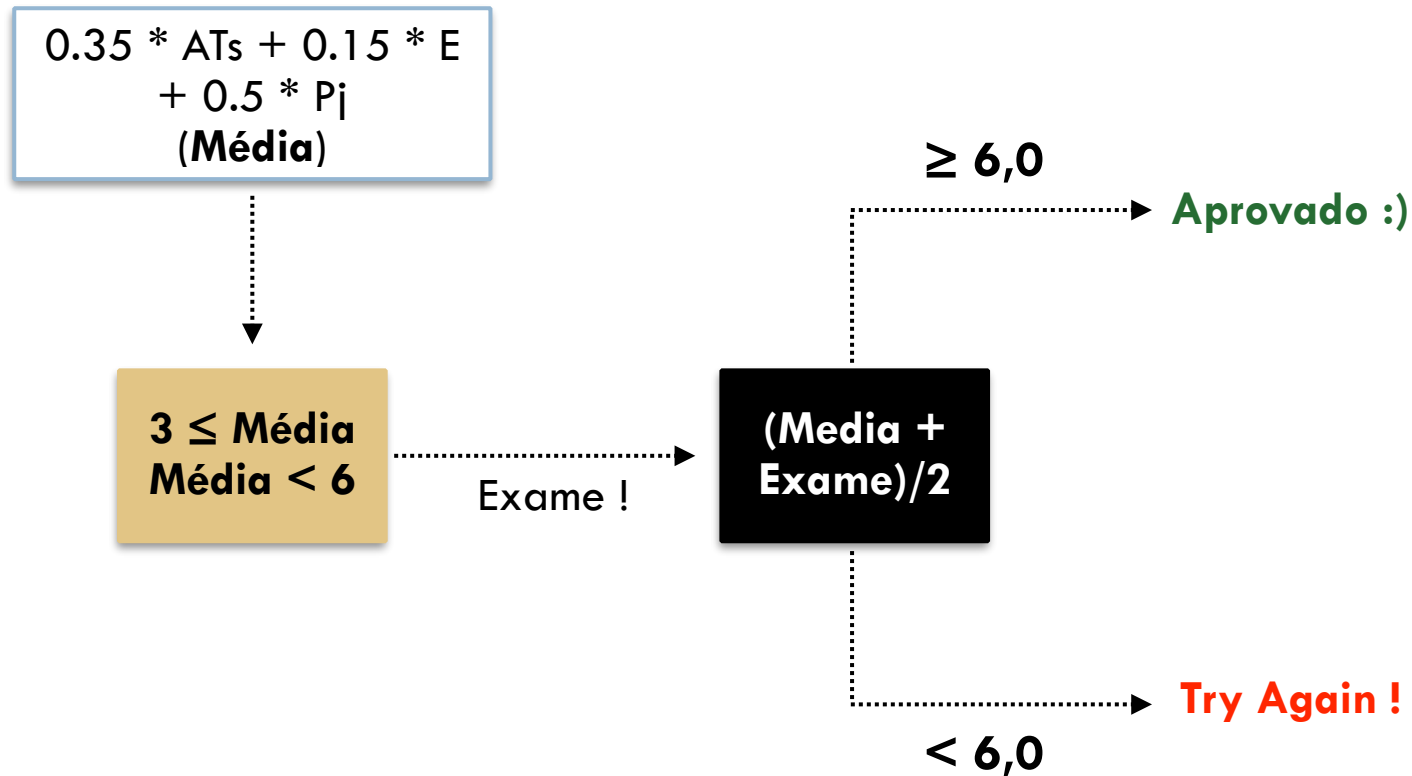 0.35 * ATs + 0.15 * E
+ 0.5 * Pj
(Média)
≥ 6,0
Aprovado :)
3 ≤ Média
Média < 6
Exame !
(Media +
Exame)/2
Try Again !
< 6,0